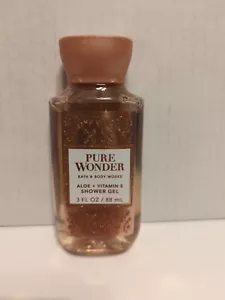 PURE
WONDER
BATH & BODY WORKS
ALOE + VITAMIN E
SHOWER GEL
3 FL OZ / 88 mL